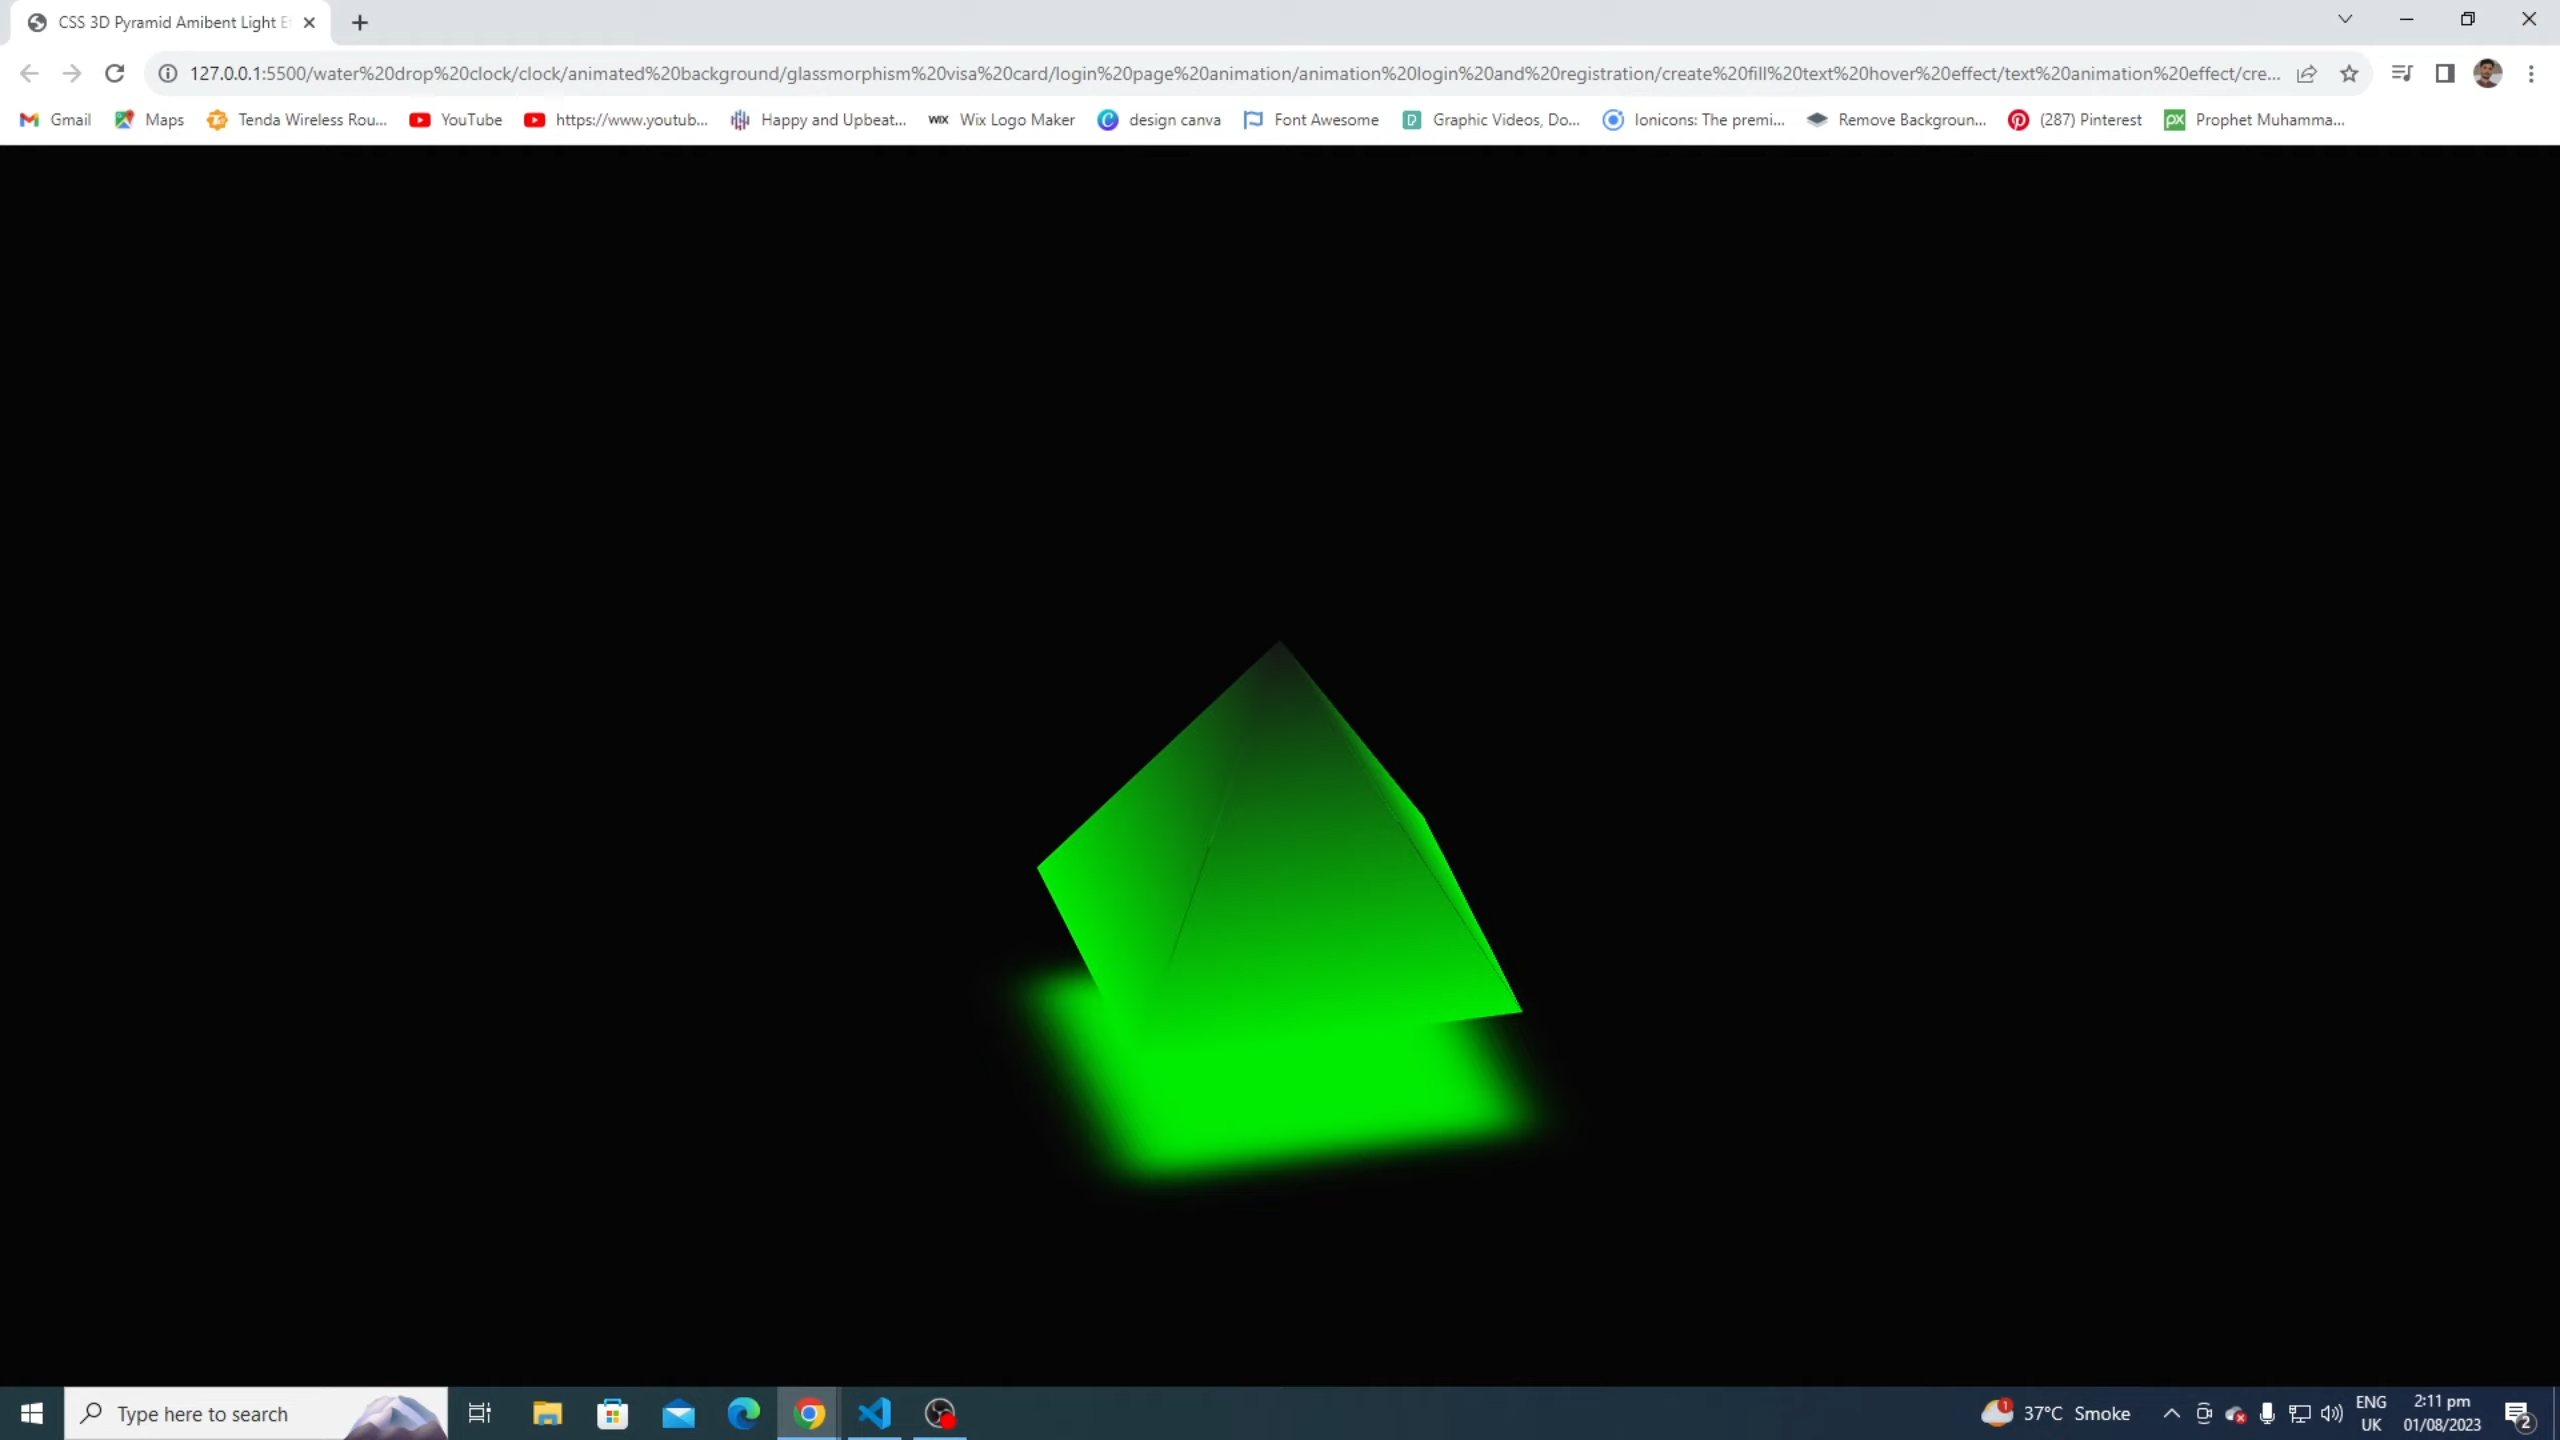 CSS 3D Pyramid Amibent Light E
127.0.0.1:5500/water%20drop%20clock/clock/animated%20background/glassmorphism%20visa%20card/login%20page%20animation/animation%20login%20and%20registration/create%20fill%20text%20hover%20effect/text%20animation%20effect/cre...
Gmail Maps Tenda Wireless Rou... YouTube https://www.youtub... Happy and Upbeat... WIX Wix Logo Maker design canva Font Awesome D Graphic Videos, Do... Ionicons: The premi... Remove Backgroun... (287) Pinterest PX Prophet Muhamma...
Type here to search
1 37°C Smoke
ENG
UK
2:11 pm
01/08/2023
2